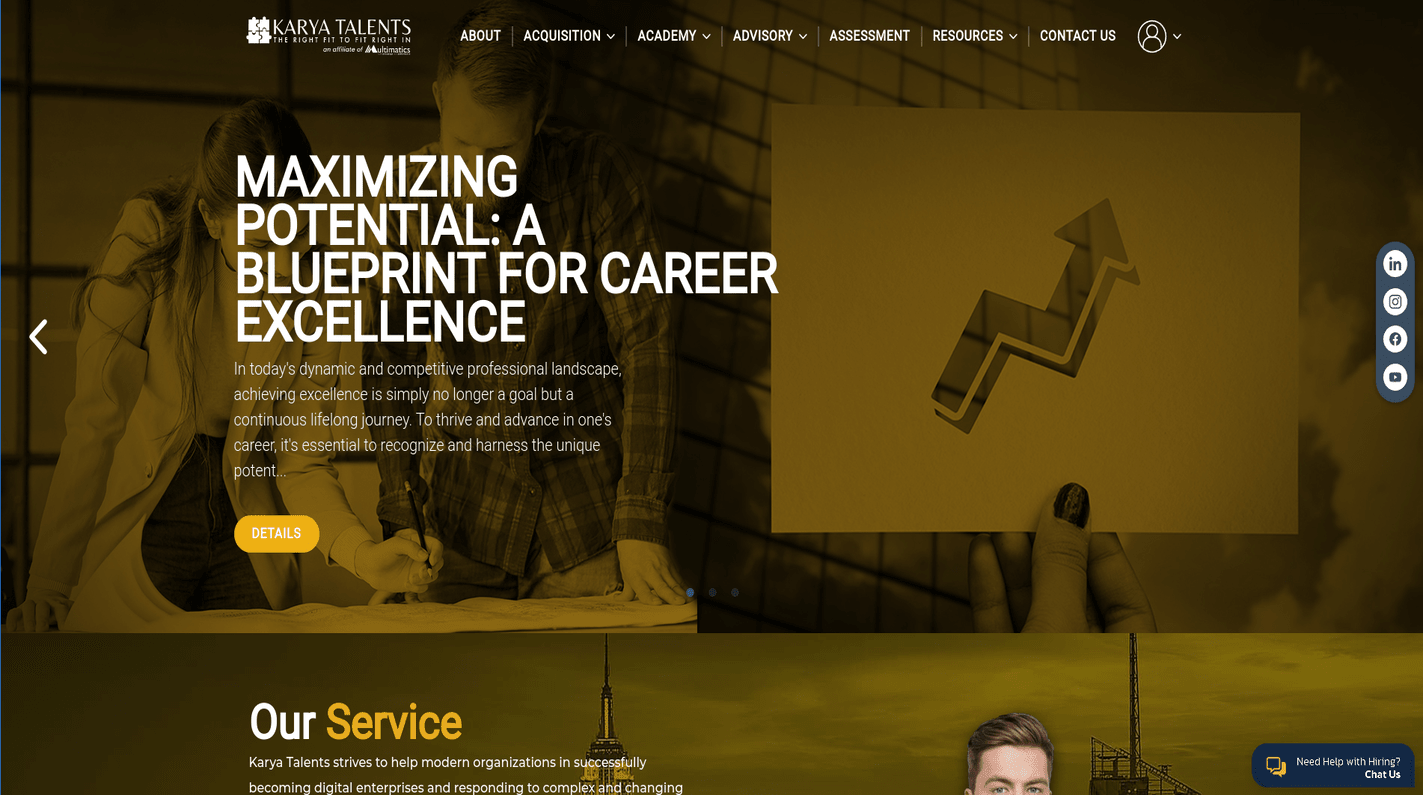 KARYA TALENTS
THE RIGHT FIT TO FIT RIGHT IN
an affiliate of Multimatics
ABOUT
ACQUISITION
ACADEMY
ADVISORY
ASSESSMENT
RESOURCES
CONTACT US
MAXIMIZING
POTENTIAL: A
BLUEPRINT FOR CAREER
EXCELLENCE
In today's dynamic and competitive professional landscape,
achieving excellence is simply no longer a goal but a
continuous lifelong journey. To thrive and advance in one's
career, it's essential to recognize and harness the unique
potent...
DETAILS
Our Service
Karya Talents strives to help modern organizations in successfully
becoming digital enterprises and responding to complex and changing
Need Help with Hiring?
Chat Us